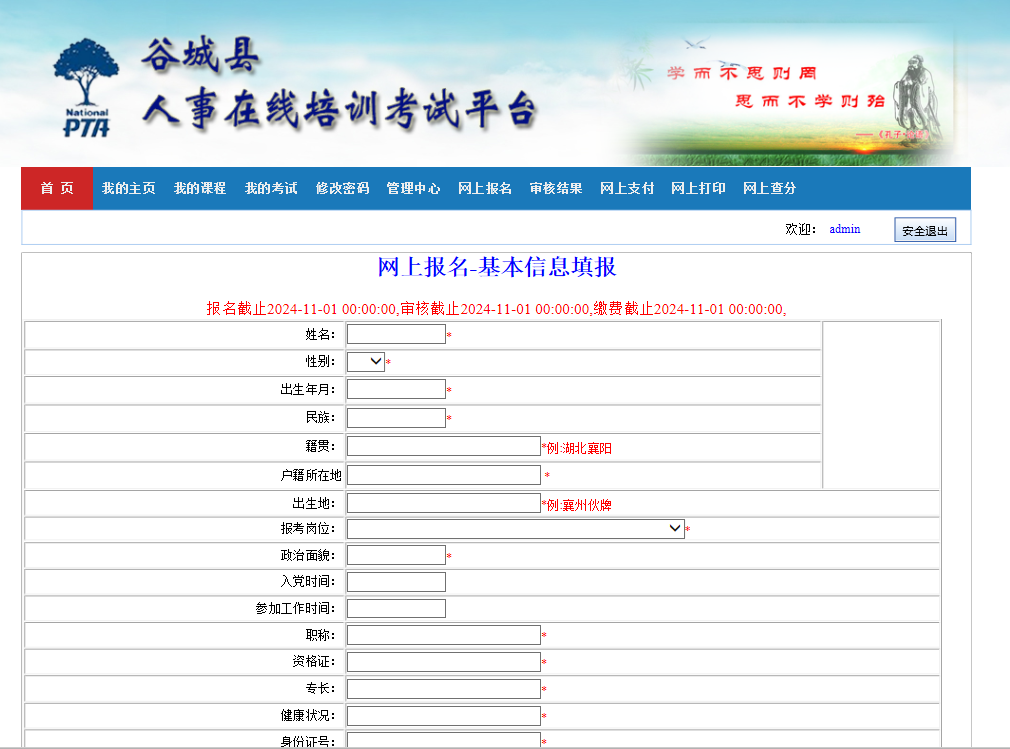 谷城县
人事在线培训考试平台
National
PTA
学而不思则罔
思而不学则殆
首 页 我的主页 我的课程 我的考试 修改密码 管理中心 网上报名 审核结果 网上支付 网上打印 网上查分
欢迎： admin 安全退出
网上报名-基本信息填报
报名截止2024-11-01 00:00:00,审核截止2024-11-01 00:00:00,缴费截止2024-11-01 00:00:00,
姓名： *
性别： *
出生年月： *
民族： *
籍贯： *例:湖北襄阳
户籍所在地 *
出生地： *例:襄州伙牌
报考岗位： *
政治面貌： *
入党时间：
参加工作时间：
职称： *
资格证： *
专长： *
健康状况： *
身份证号： *